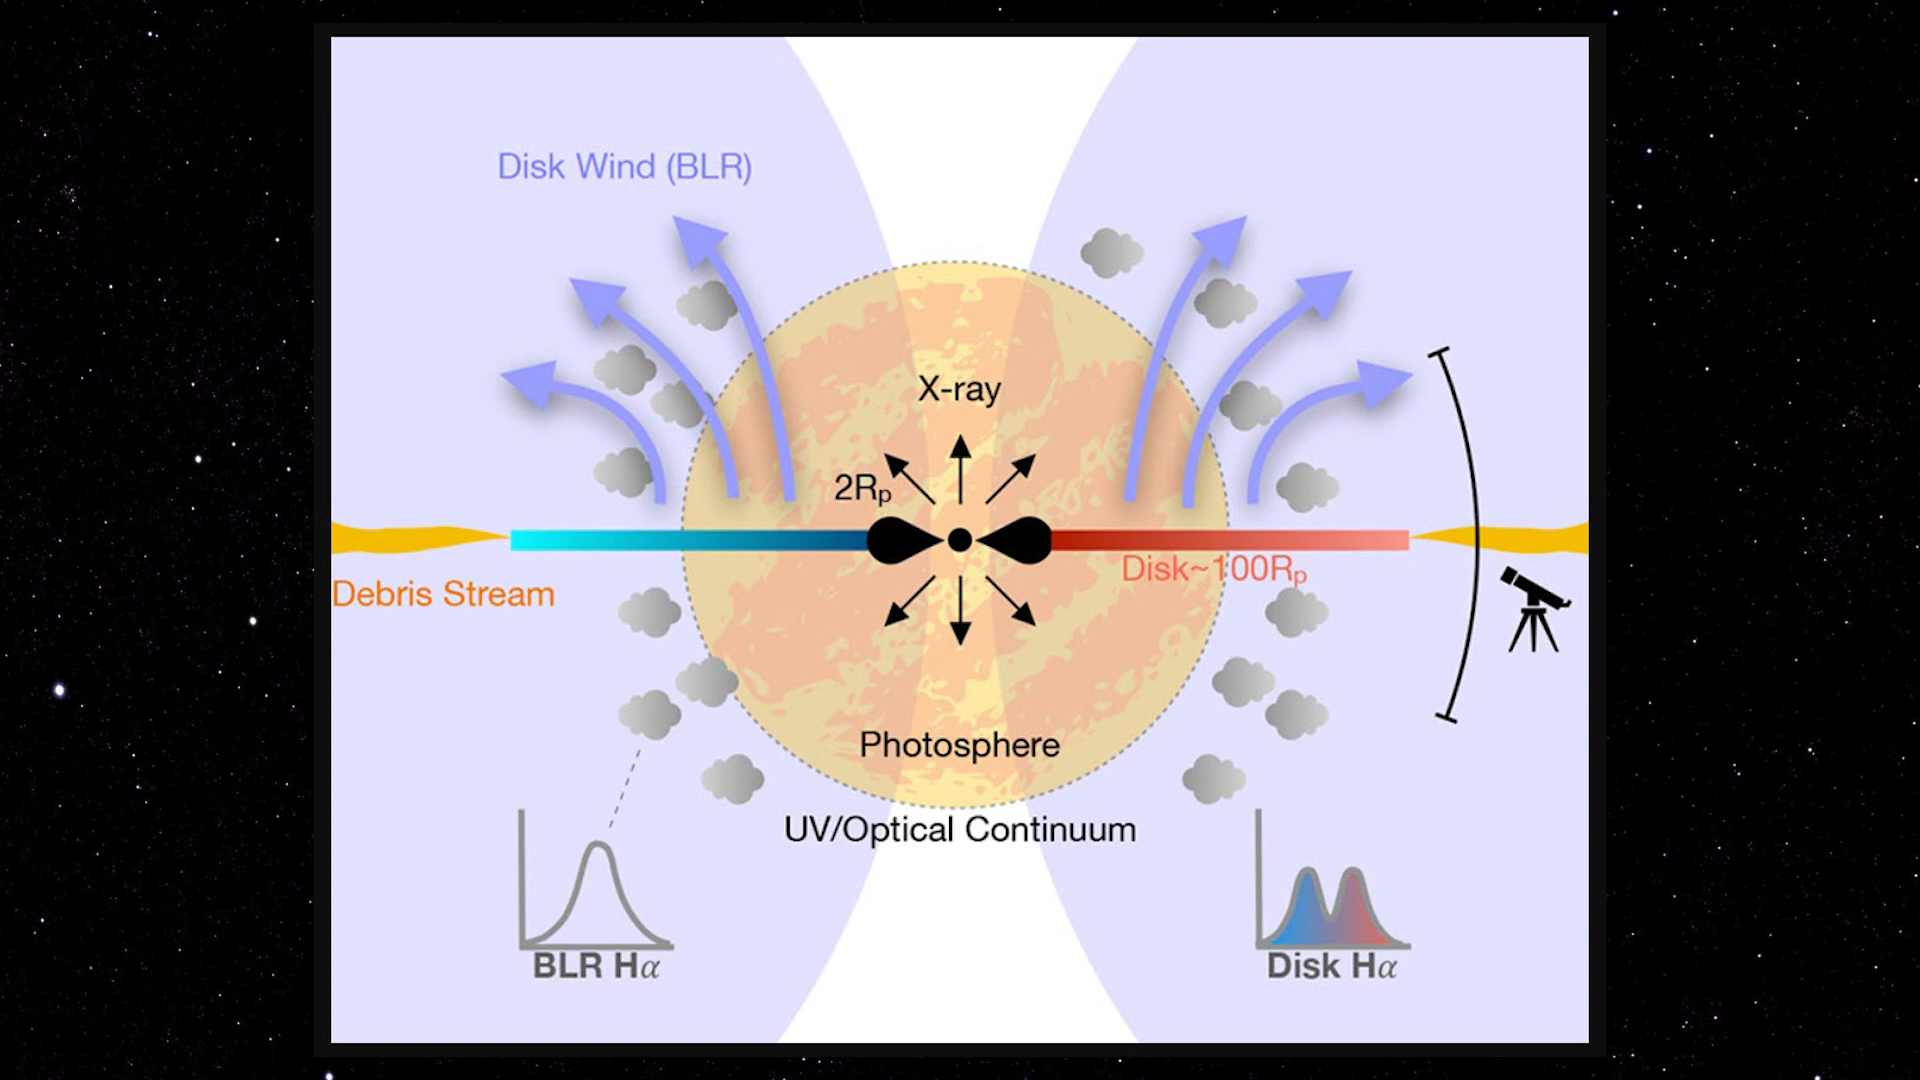 Disk Wind (BLR)
X-ray
2Rp
Disk~100Rp
Debris Stream
Photosphere
UV/Optical Continuum
BLR Hα
Disk Hα